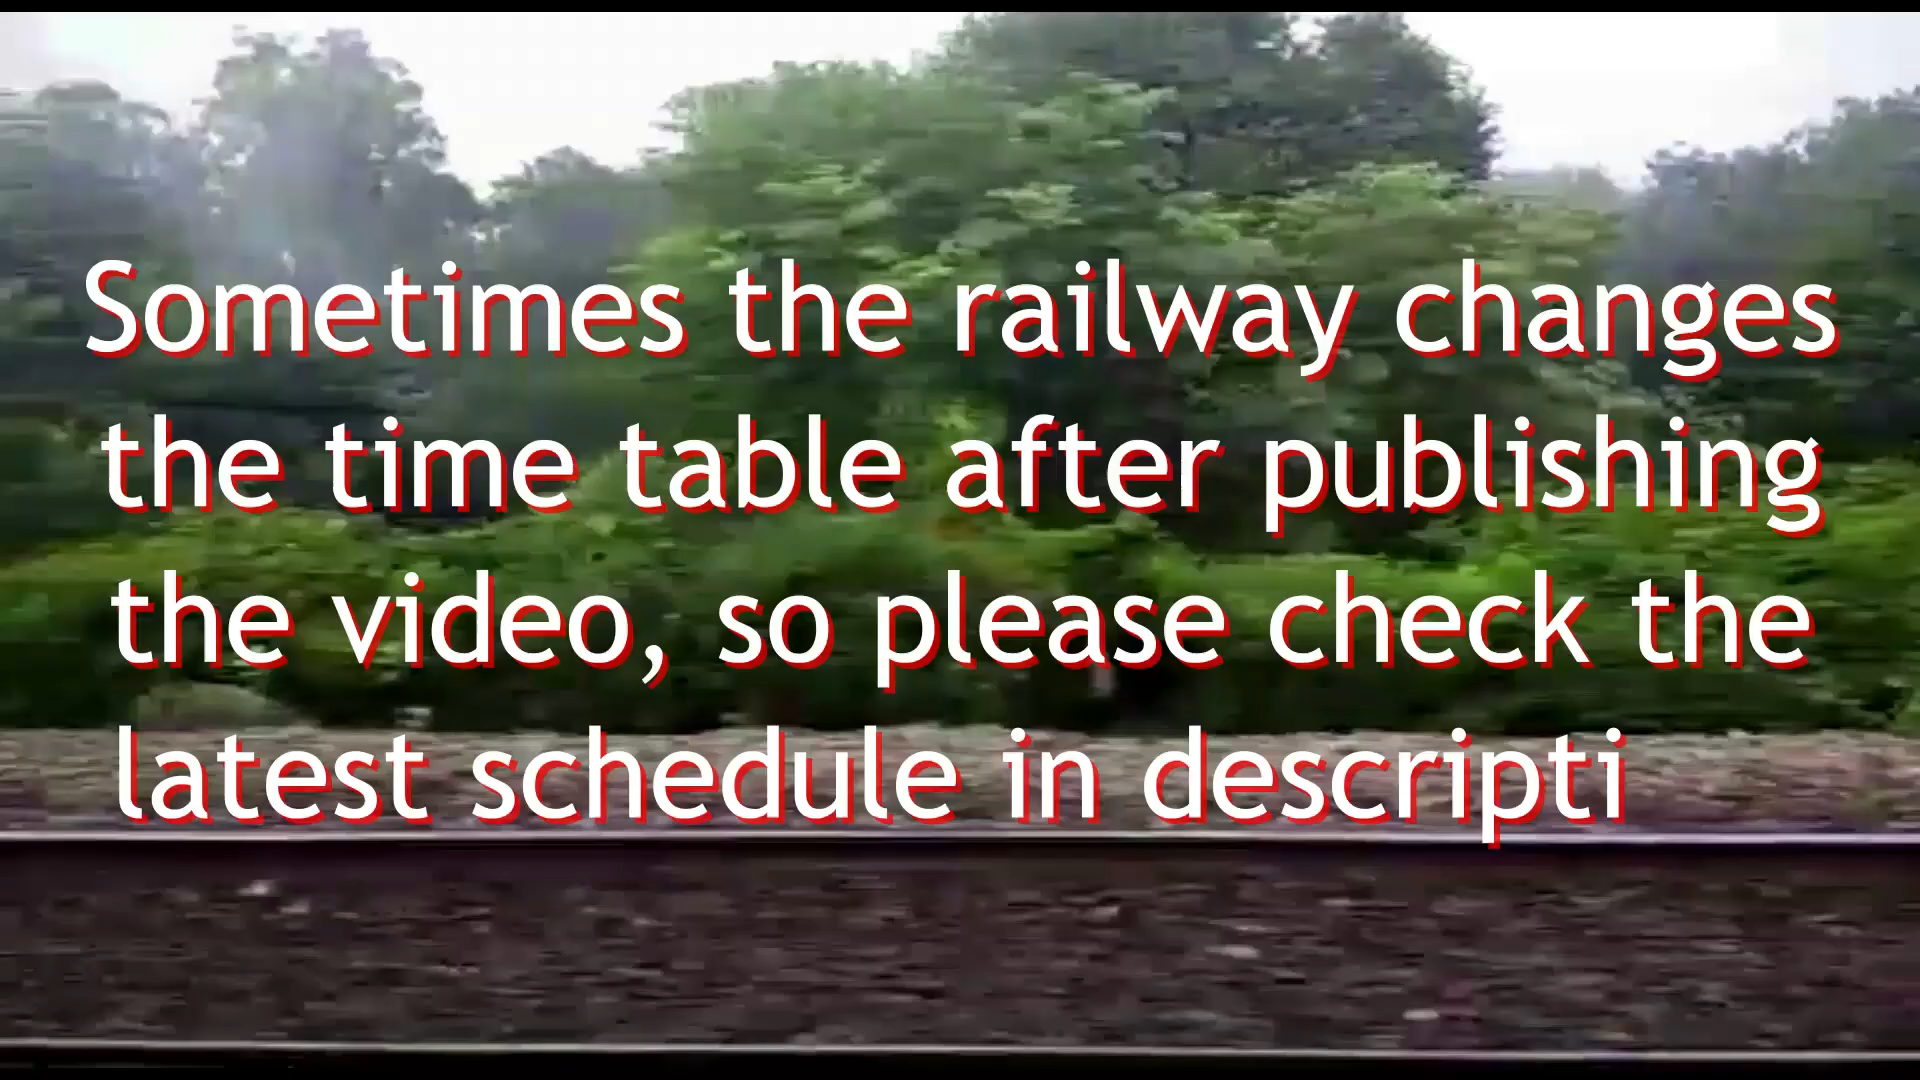 Sometimes the railway changes
the time table after publishing
the video, so please check the
latest schedule in descripti